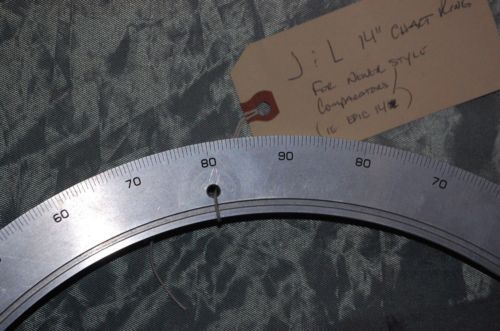 J & L 14" CHART RING
FOR NEWER STYLE
COMPARATORS!
(IE EPIC 14")
60 70 80 90 80 70